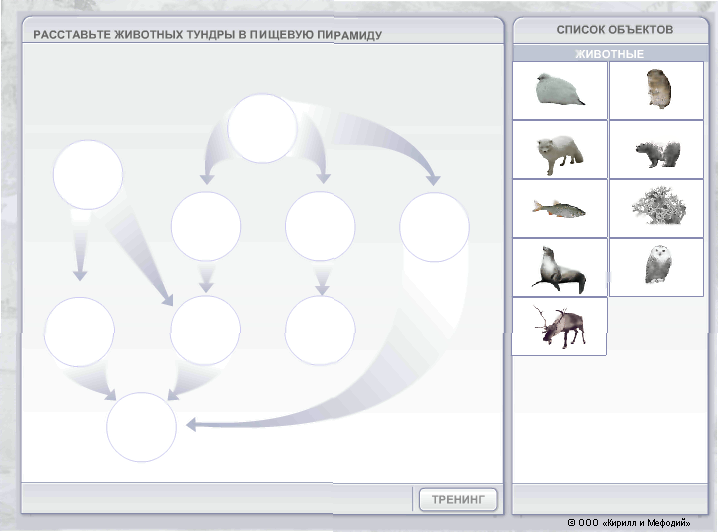 РАССТАВЬТЕ ЖИВОТНЫХ ТУНДРЫ В ПИЩЕВУЮ ПИРАМИДУ
СПИСОК ОБЪЕКТОВ
ЖИВОТНЫЕ
ТРЕНИНГ
© ООО «Кирилл и Мефодий»